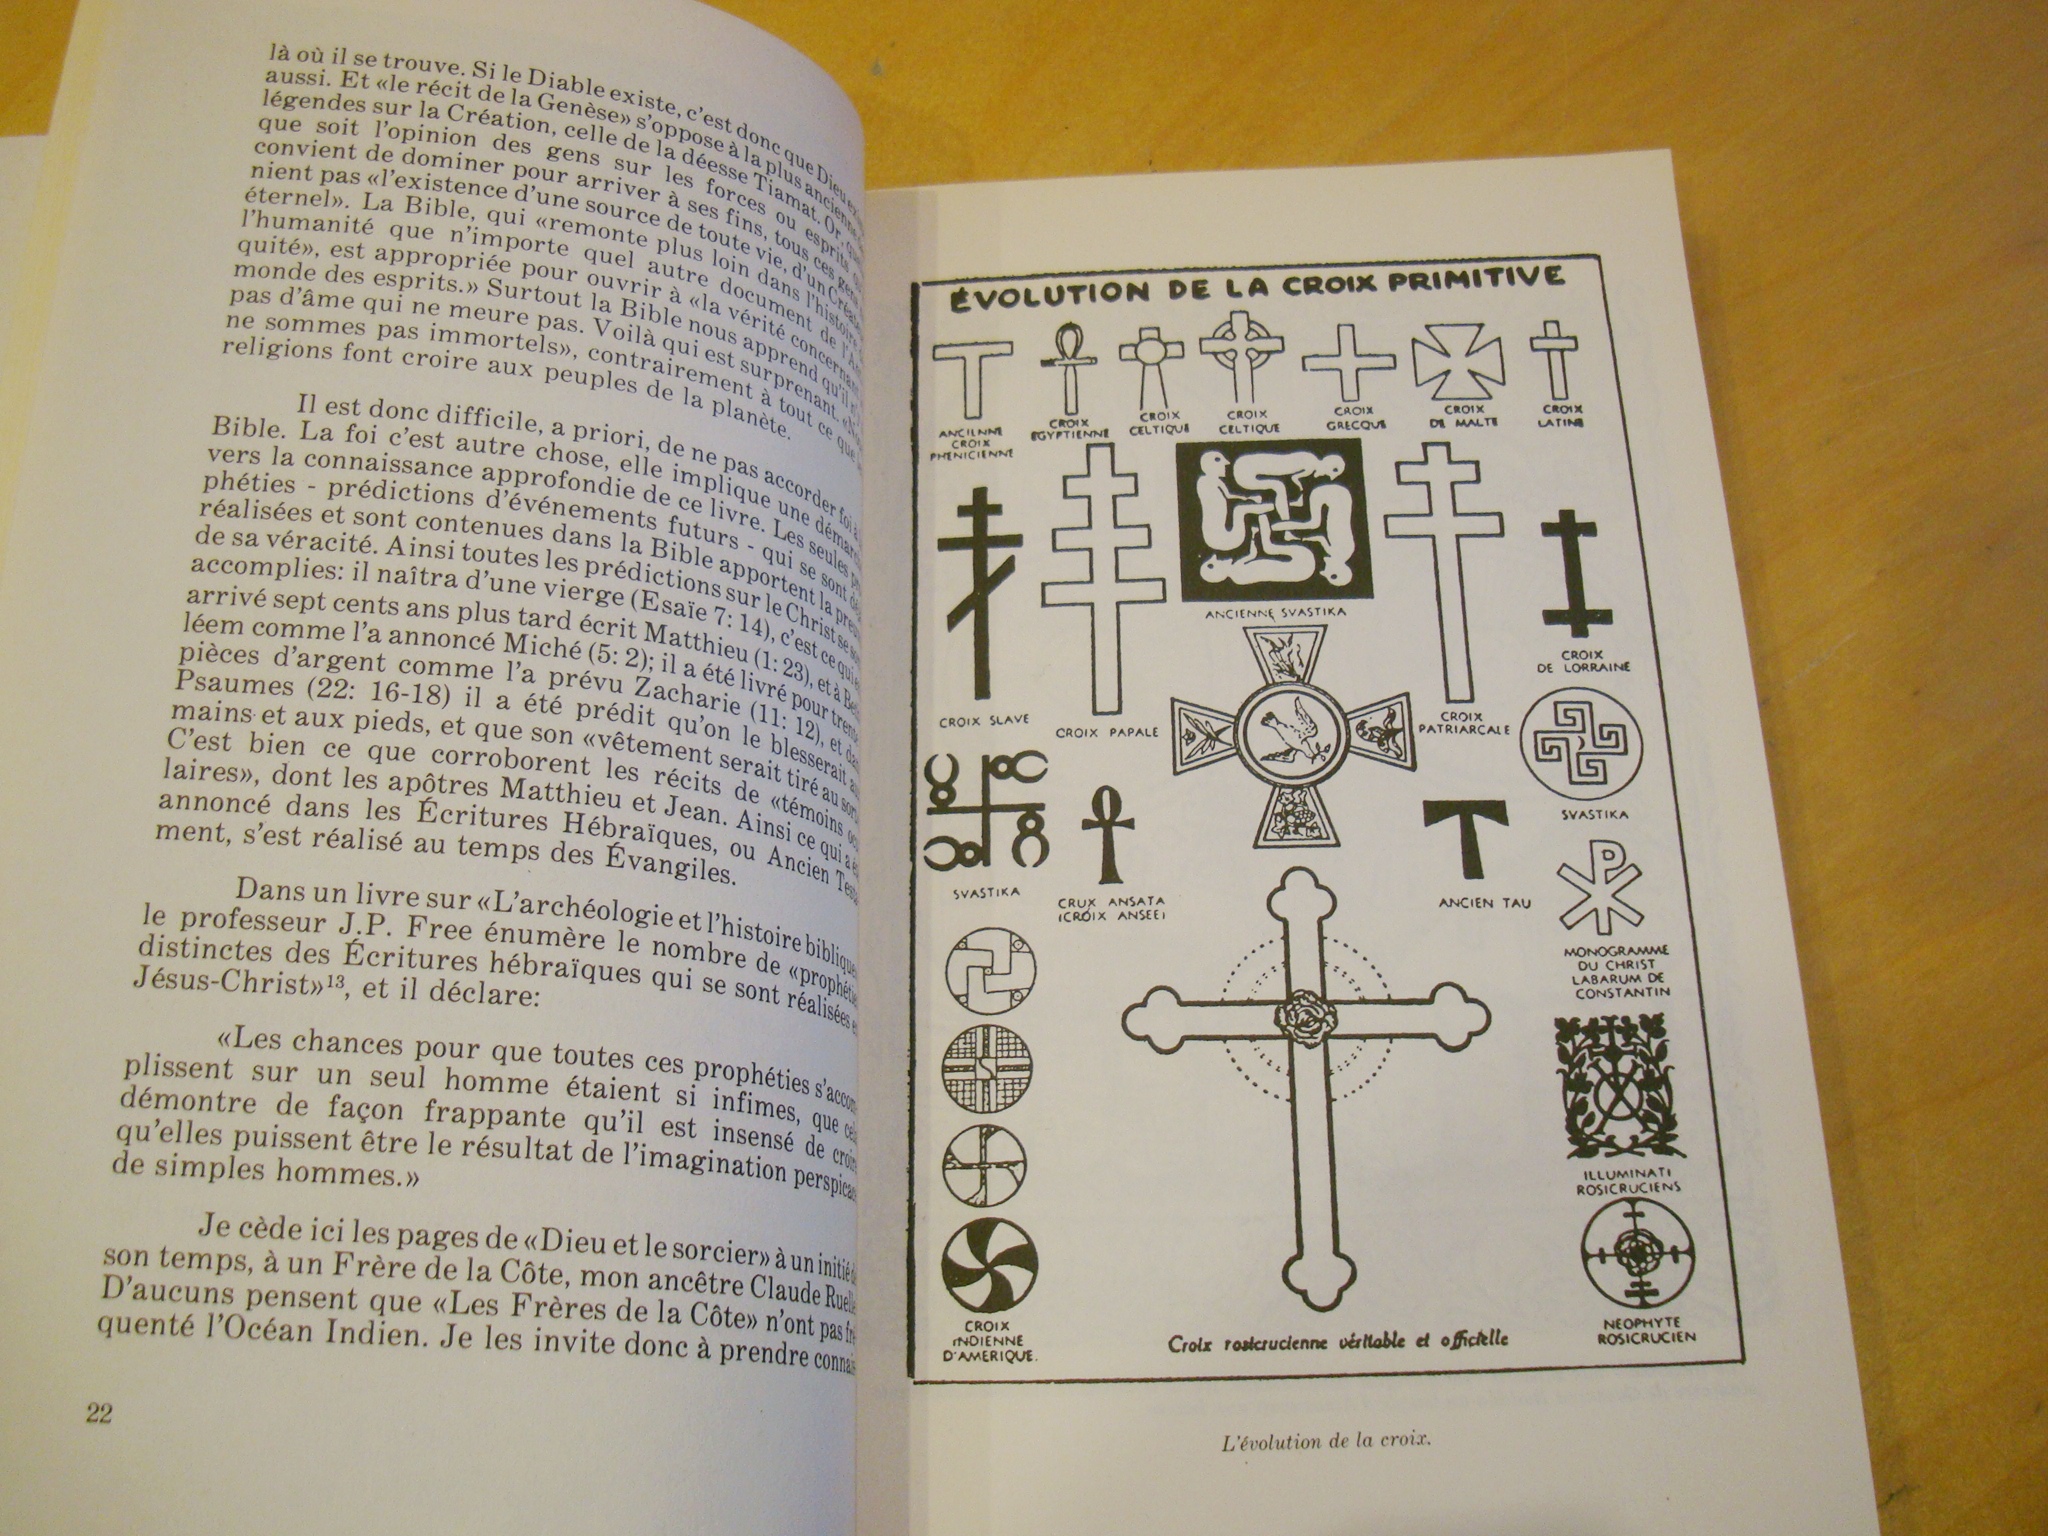 là où il se trouve. Si le Diable existe, c'est donc que Dieu
aussi. Et «le récit de la Genèse» s'oppose à la plus ancienne
légendes sur la Création, celle de la déesse Tiamat. Or,
que soit l'opinion des gens sur les forces ou esprits
convient de dominer pour arriver à ses fins, tous ces gens
nient pas «l'existence d'une source de toute vie, d'un
éternel». La Bible, qui «remonte plus loin dans l'histoire
l'humanité que n'importe quel autre document de
quité», est appropriée pour ouvrir à «la vérité
monde des esprits.» Surtout la Bible nous apprend qu'il
pas d'âme qui ne meure pas. Voilà qui est surprenant.
ne sommes pas immortels», contrairement à tout ce que
religions font croire aux peuples de la planète.
Il est donc difficile, a priori, de ne pas accorder foi à
Bible. La foi c'est autre chose, elle implique une
vers la connaissance approfondie de ce livre. Les seules
phéties - prédictions d'événements futurs - qui se sont
réalisées et sont contenues dans la Bible apportent la
de sa véracité. Ainsi toutes les prédictions sur le Christ se
accomplies: il naîtra d'une vierge (Esaïe 7: 14), c'est ce qui
arrivé sept cents ans plus tard écrit Matthieu (1: 23), et à
léem comme l'a annoncé Miché (5: 2); il a été livré pour trente
pièces d'argent comme l'a prévu Zacharie (11: 12), et
Psaumes (22: 16-18) il a été prédit qu'on le blesserait
mains et aux pieds, et que son «vêtement serait tiré au
C'est bien ce que corroborent les récits de «témoins
laires», dont les apôtres Matthieu et Jean. Ainsi ce qui a
annoncé dans les Écritures Hébraïques, ou Ancien
ment, s'est réalisé au temps des Évangiles.
Dans un livre sur «L'archéologie et l'histoire
le professeur J.P. Free énumère le nombre de
distinctes des Écritures hébraïques qui se sont réalisées
Jésus-Christ»¹³, et il déclare:
«Les chances pour que toutes ces prophéties
plissent sur un seul homme étaient si infimes, que
démontre de façon frappante qu'il est insensé de
qu'elles puissent être le résultat de l'imagination
de simples hommes.»
Je cède ici les pages de «Dieu et le sorcier» à un initié
son temps, à un Frère de la Côte, mon ancêtre Claude
D'aucuns pensent que «Les Frères de la Côte» n'ont pas
quenté l'Océan Indien. Je les invite donc à prendre
22
ÉVOLUTION DE LA CROIX PRIMITIVE
ANCIENNE
CROIX
PHENICIENNE
CROIX
EGYPTIENNE
CROIX
CELTIQUE
CROIX
CELTIQUE
CROIX
GRECQUE
CROIX
DE MALTE
CROIX
LATINE
CROIX SLAVE
CROIX PAPALE
ANCIENNE SVASTIKA
CROIX
PATRIARCALE
CROIX
DE LORRAINE
SVASTIKA
SVASTIKA
CRUX ANSATA
(CROIX ANSEE)
ANCIEN TAU
MONOGRAMME
DU CHRIST
LABARUM DE
CONSTANTIN
ILLUMINATI
ROSICRUCIENS
CROIX
INDIENNE
D'AMERIQUE.
Croix rosicrucienne véritable et officielle
NEOPHYTE
ROSICRUCIEN
L'évolution de la croix.